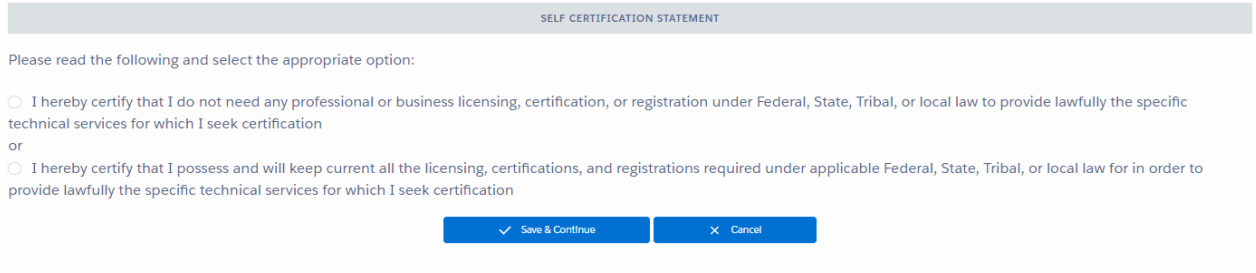 SELF CERTIFICATION STATEMENT
Please read the following and select the appropriate option:
I hereby certify that I do not need any professional or business licensing, certification, or registration under Federal, State, Tribal, or local law to provide lawfully the specific
technical services for which I seek certification
or
I hereby certify that I possess and will keep current all the licensing, certifications, and registrations required under applicable Federal, State, Tribal, or local law for in order to
provide lawfully the specific technical services for which I seek certification
Save & Continue Cancel